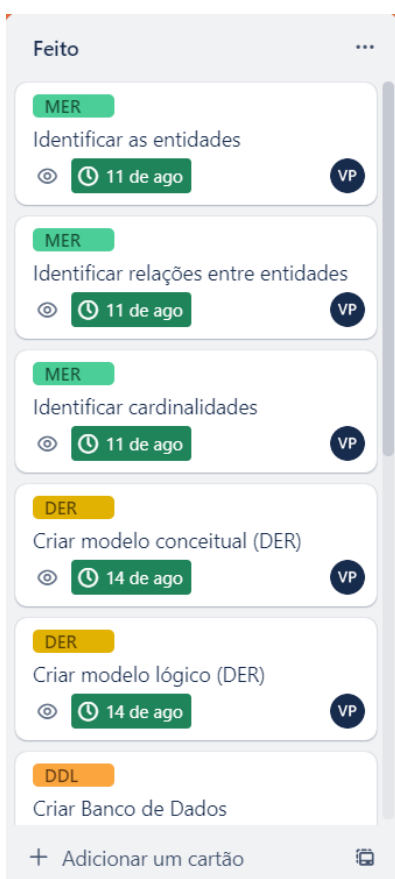 Feito
MER
Identificar as entidades
11 de ago
VP
MER
Identificar relações entre entidades
11 de ago
VP
MER
Identificar cardinalidades
11 de ago
VP
DER
Criar modelo conceitual (DER)
14 de ago
VP
DER
Criar modelo lógico (DER)
14 de ago
VP
DDL
Criar Banco de Dados
+ Adicionar um cartão